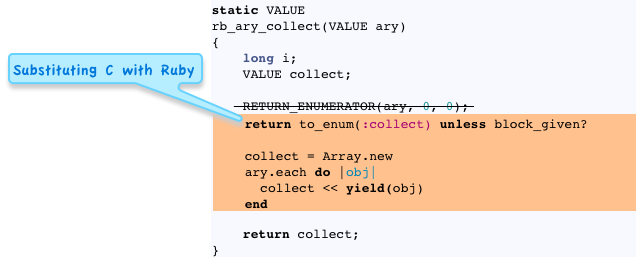 static VALUE
rb_ary_collect(VALUE ary)
{
    long i;
    VALUE collect;
Substituting C with Ruby
    RETURN_ENUMERATOR(ary, 0, 0);
    return to_enum(:collect) unless block_given?
    collect = Array.new
    ary.each do |obj|
      collect << yield(obj)
    end
    return collect;
}